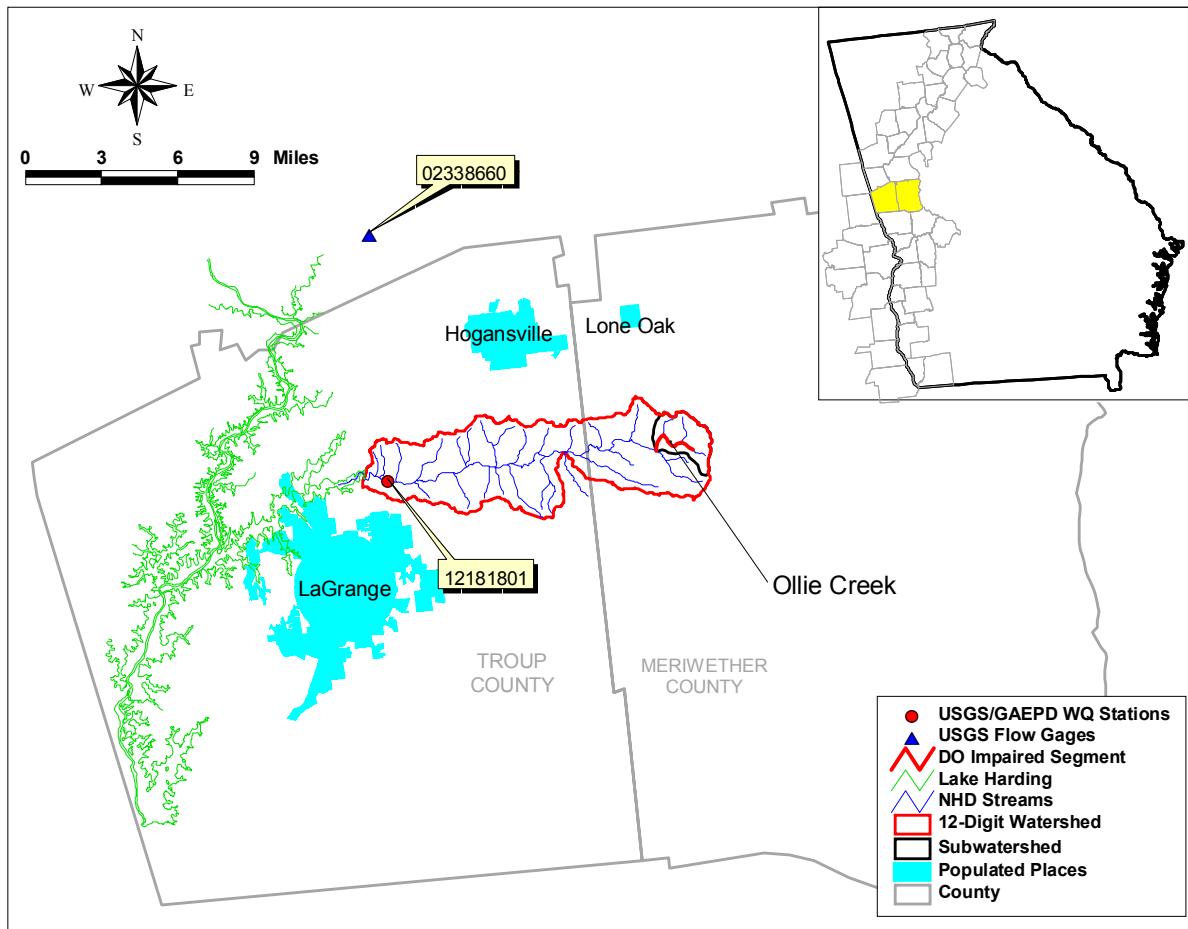 N
W
E
S
0 3 6 9 Miles
02338660
Hogansville
Lone Oak
12181801
LaGrange
Ollie Creek
TROUP
COUNTY
MERIWETHER
COUNTY
USGS/GAEPD WQ Stations
USGS Flow Gages
DO Impaired Segment
Lake Harding
NHD Streams
12-Digit Watershed
Subwatershed
Populated Places
County